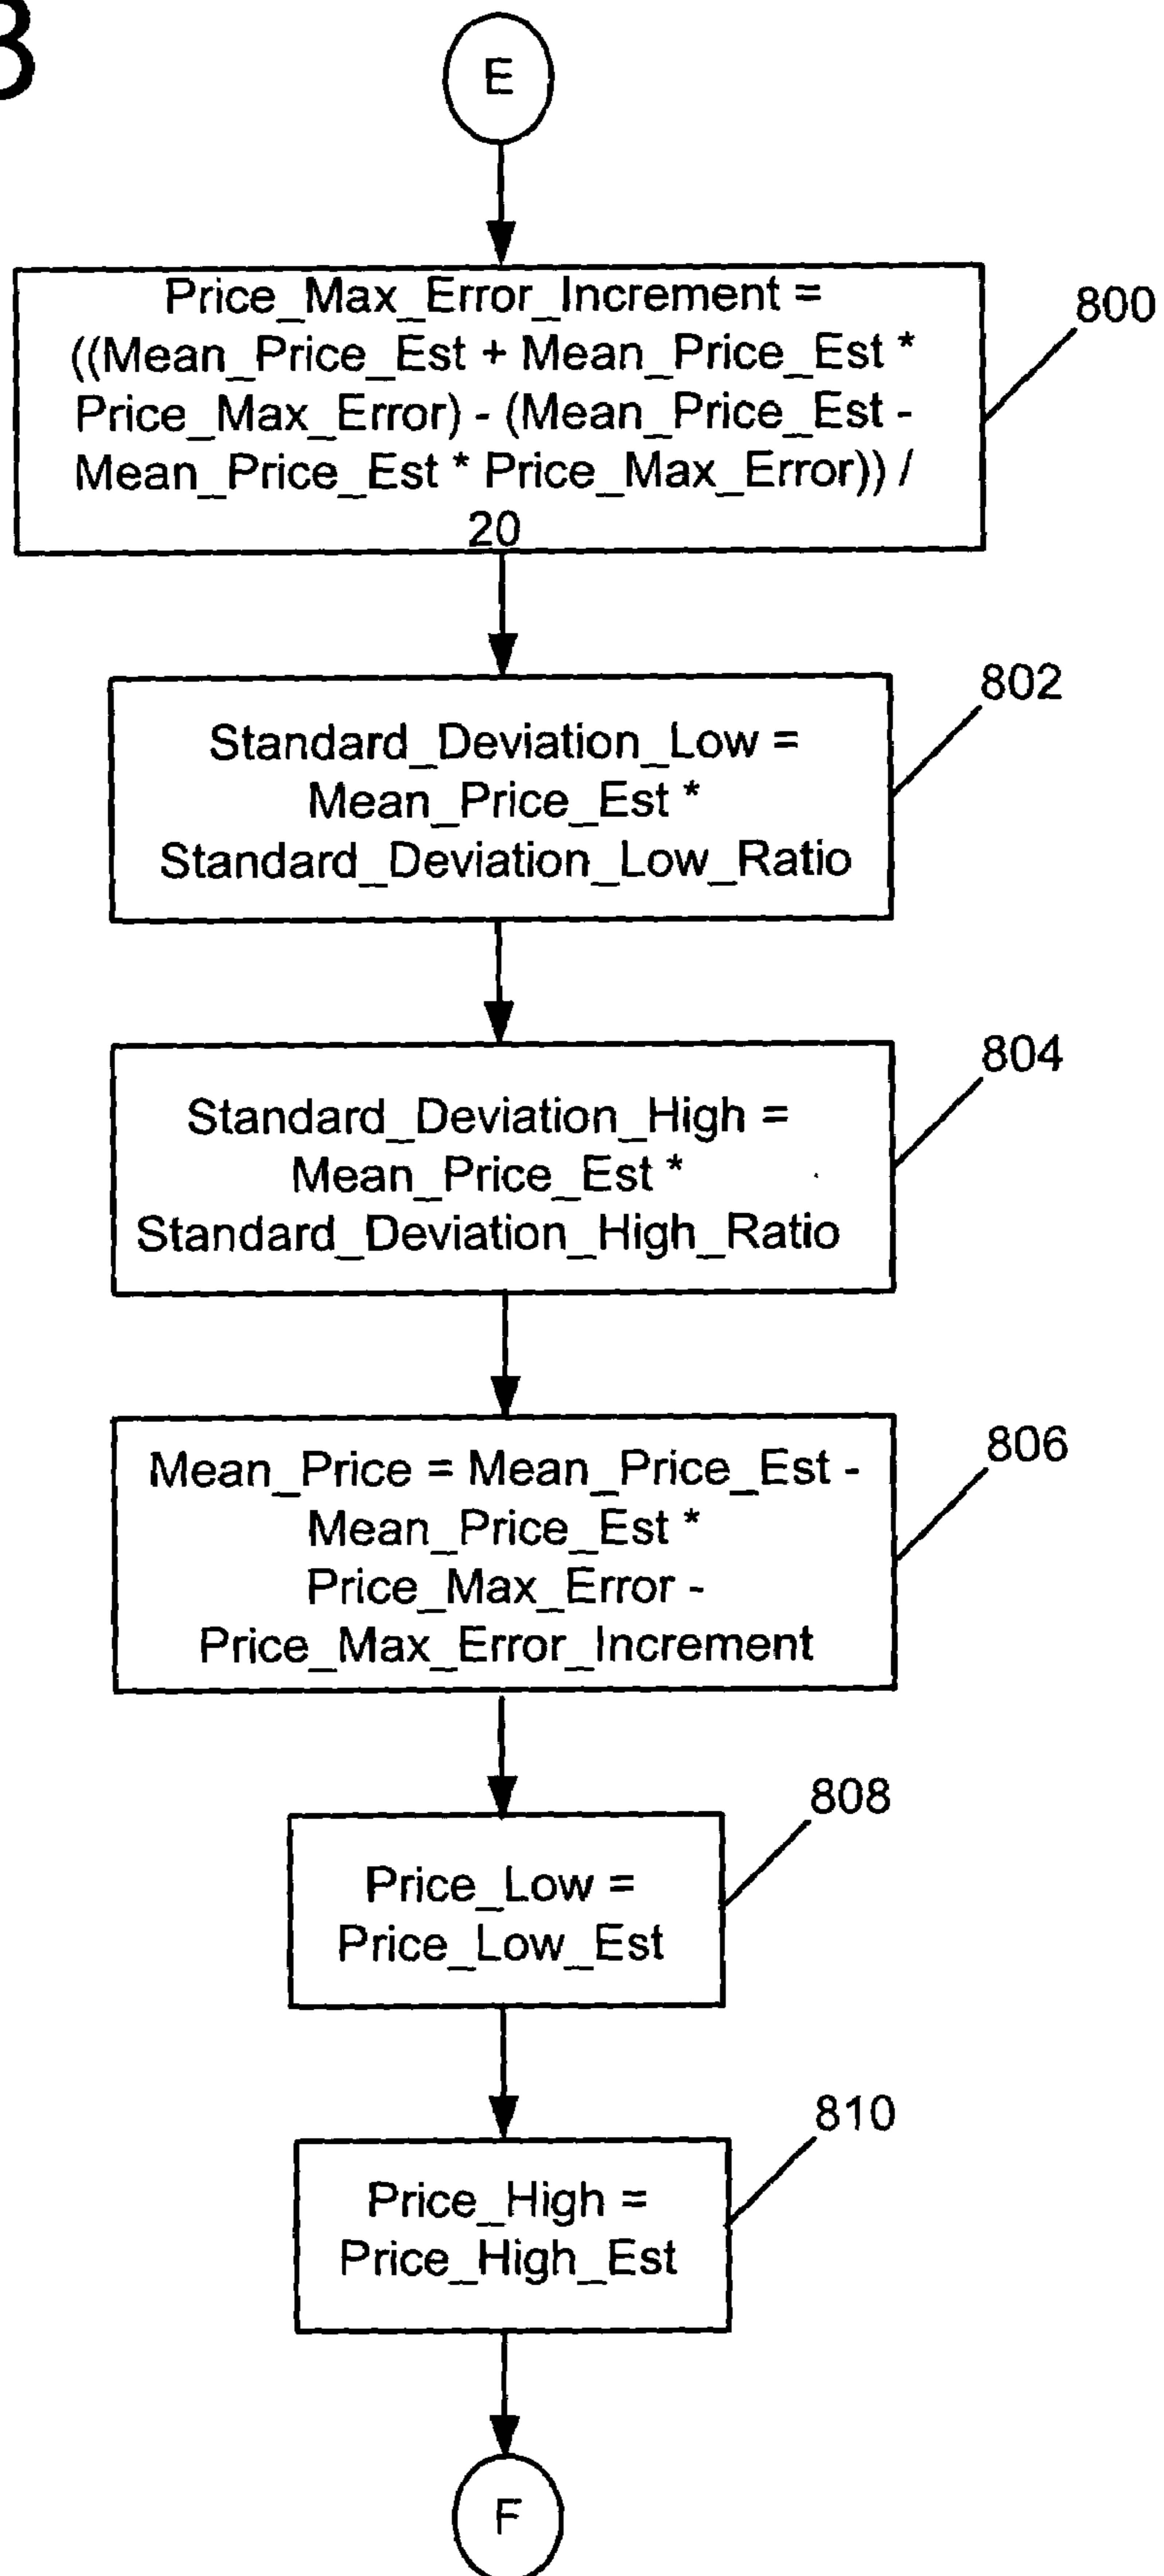 E
800
Price_Max_Error_Increment =
((Mean_Price_Est + Mean_Price_Est *
Price_Max_Error) - (Mean_Price_Est -
Mean_Price_Est * Price_Max_Error)) /
20
802
Standard_Deviation_Low =
Mean_Price_Est *
Standard_Deviation_Low_Ratio
804
Standard_Deviation_High =
Mean_Price_Est *
Standard_Deviation_High_Ratio
806
Mean_Price = Mean_Price_Est -
Mean_Price_Est *
Price_Max_Error -
Price_Max_Error_Increment
808
Price_Low =
Price_Low_Est
810
Price_High =
Price_High_Est
F